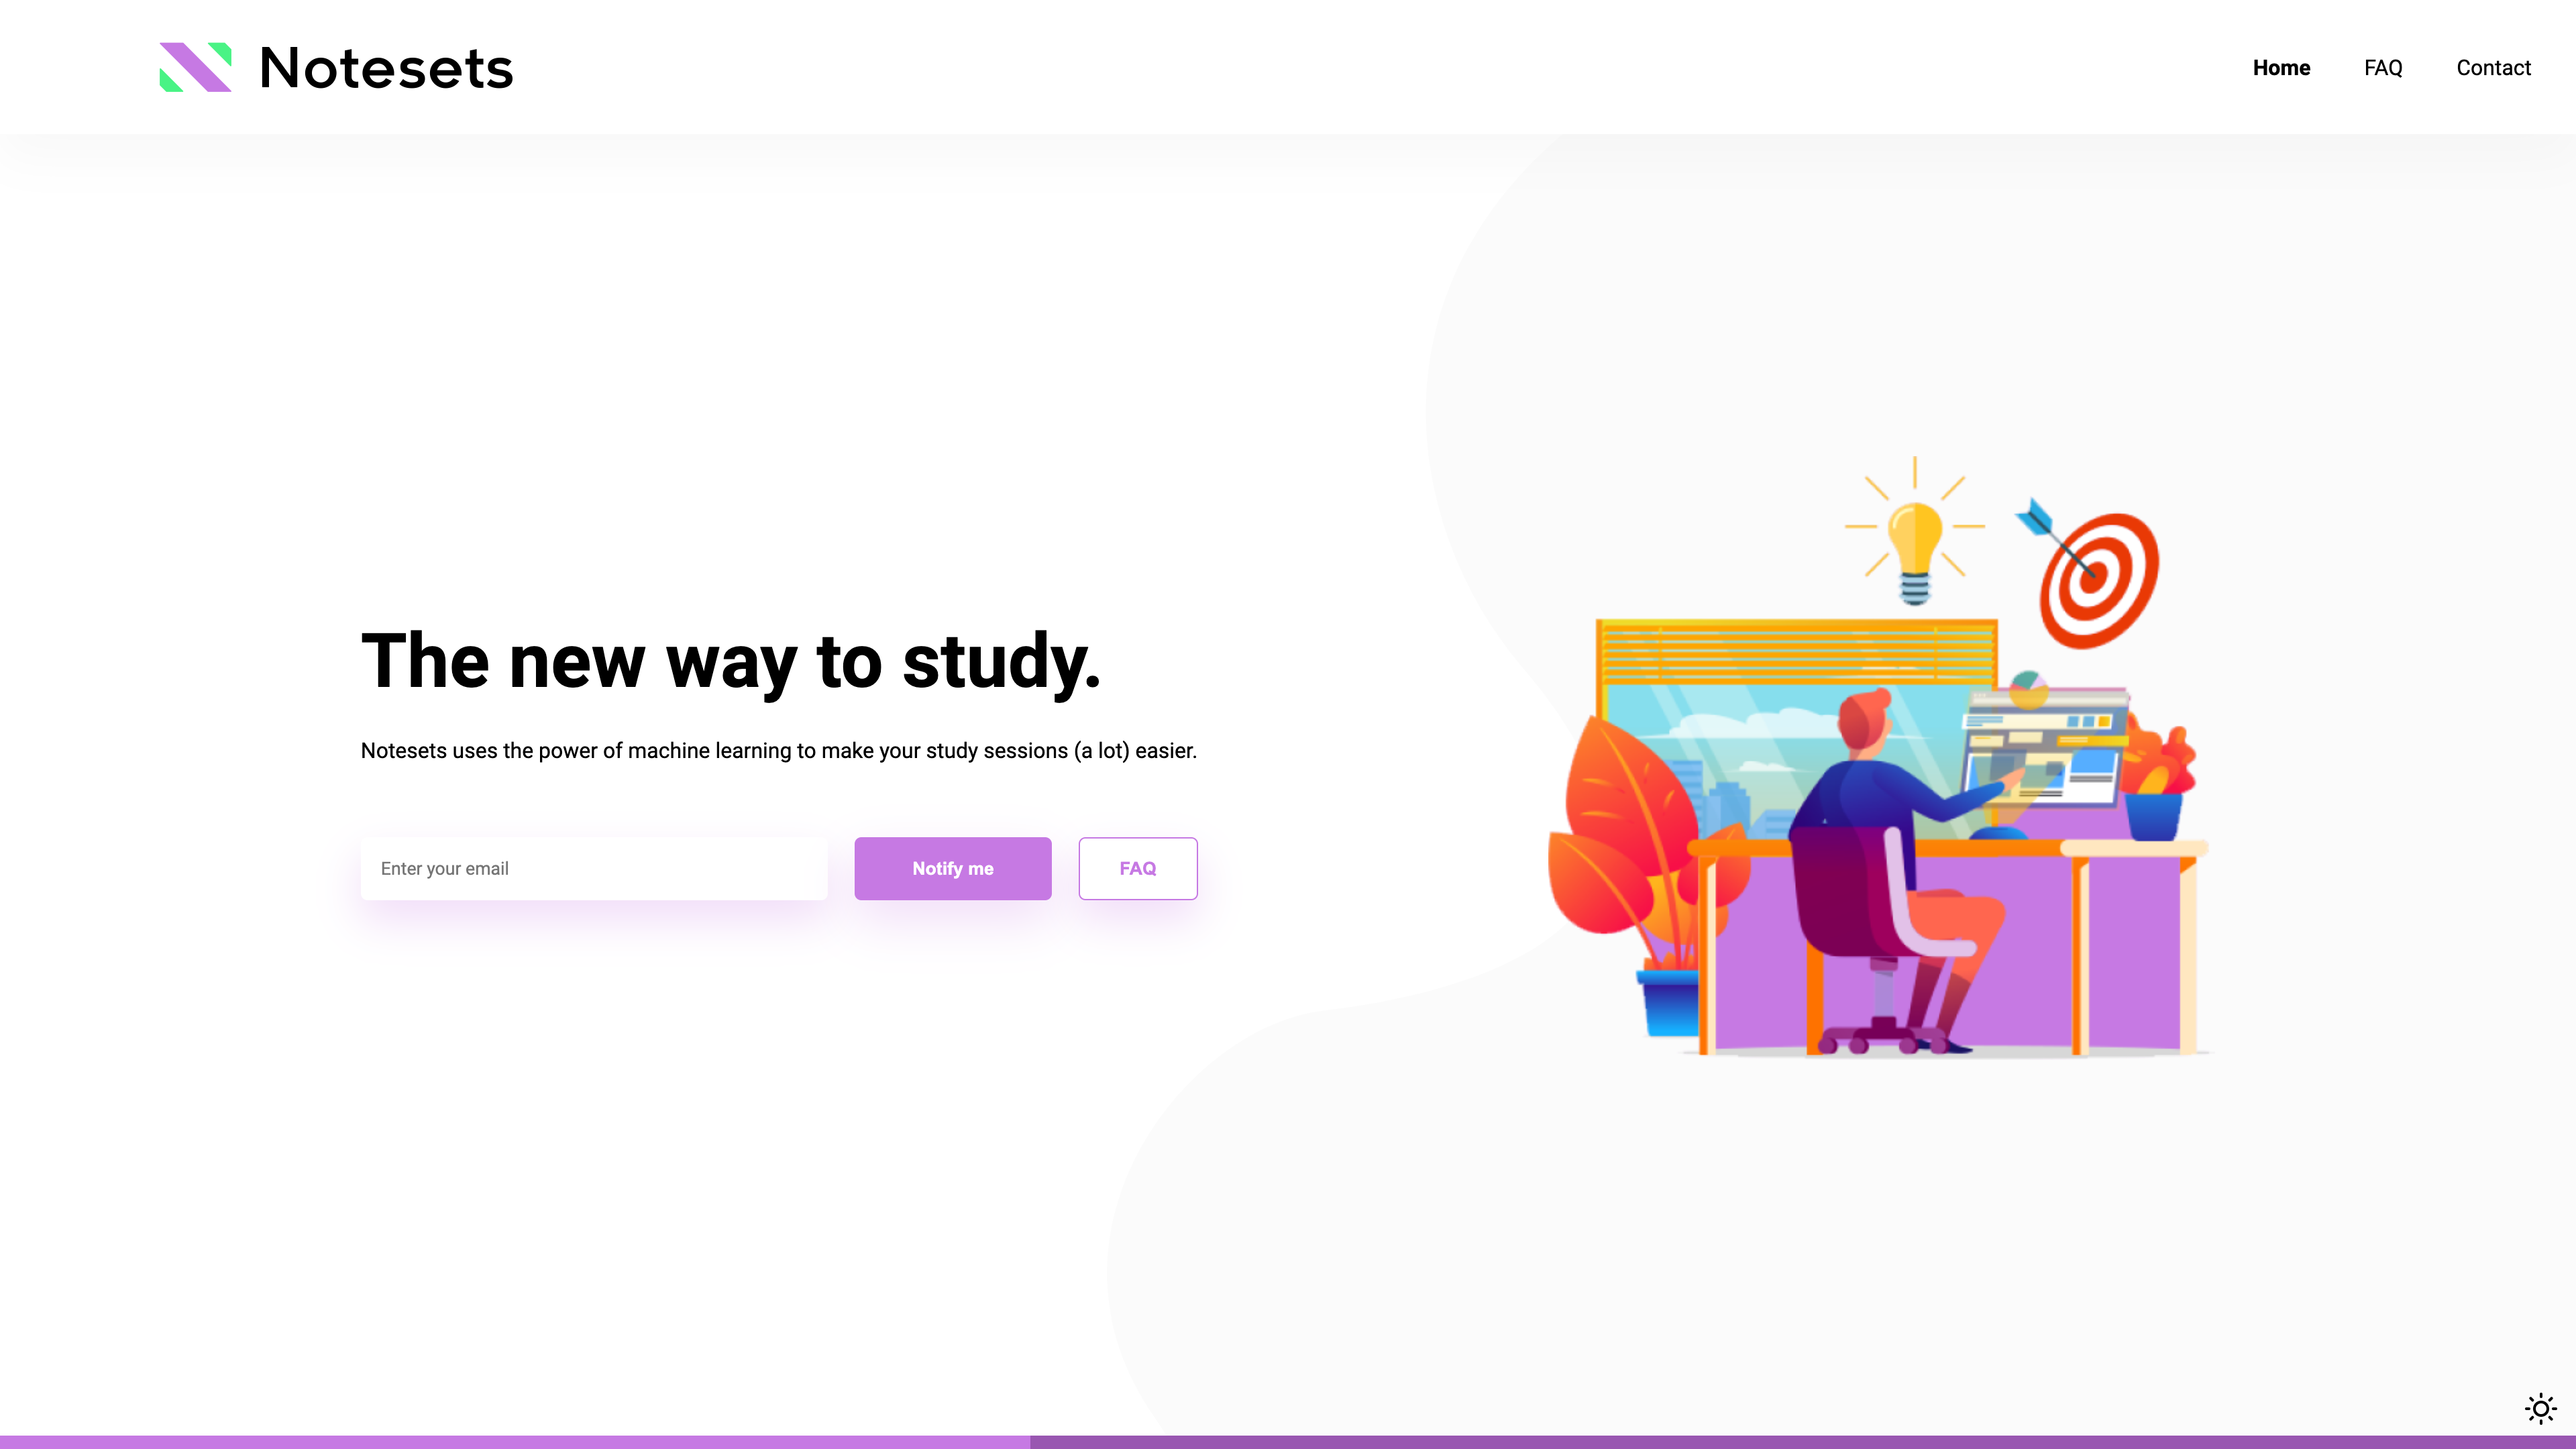 Notesets
Home FAQ Contact
The new way to study.
Notesets uses the power of machine learning to make your study sessions (a lot) easier.
Enter your email
Notify me
FAQ